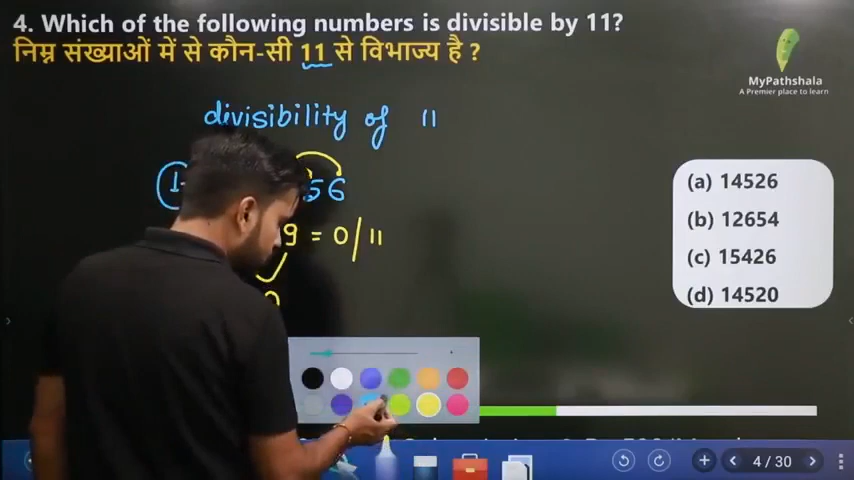 4. Which of the following numbers is divisible by 11?
निम्न संख्याओं में से कौन-सी 11 से विभाज्य है ?
MyPathshala
A Premier place to learn
divisibility of 11
56
9 = 0/11
(a) 14526
(b) 12654
(c) 15426
(d) 14520
4 / 30